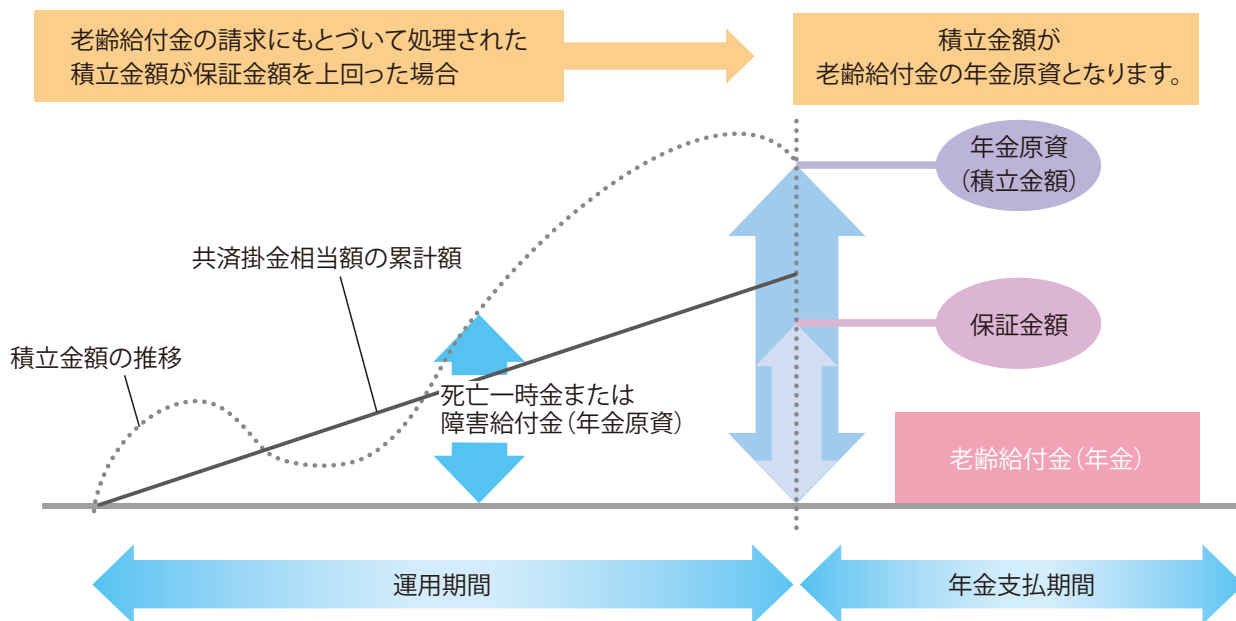 老齢給付金の請求にもとづいて処理された
積立金額が保証金額を上回った場合
積立金額が
老齢給付金の年金原資となります。
年金原資
（積立金額）
共済掛金相当額の累計額
保証金額
積立金額の推移
死亡一時金または
障害給付金（年金原資）
老齢給付金（年金）
運用期間
年金支払期間